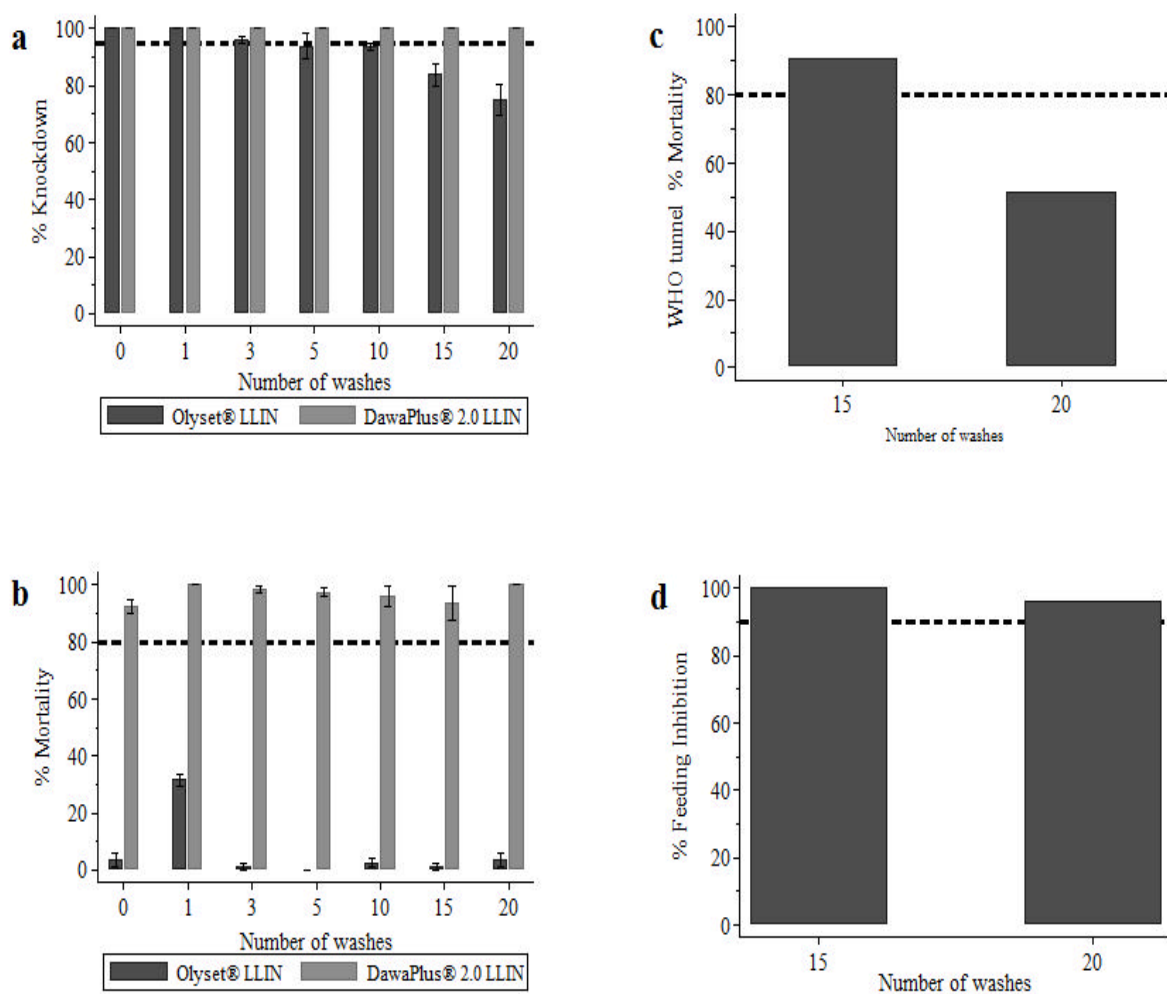 a
% Knockdown
100
80
60
40
20
0
0 1 3 5 10 15 20
Number of washes
Olyset® LLIN DawaPlus® 2.0 LLIN
c
WHO tunnel % Mortality
100
80
60
40
20
0
15 20
Number of washes
b
% Mortality
100
80
60
40
20
0
0 1 3 5 10 15 20
Number of washes
Olyset® LLIN DawaPlus® 2.0 LLIN
d
% Feeding Inhibition
100
80
60
40
20
0
15 20
Number of washes